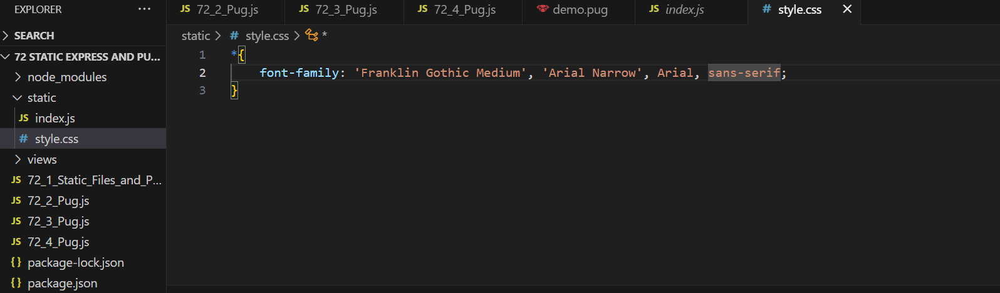 EXPLORER ···
SEARCH
72 STATIC EXPRESS AND PU...
node_modules
static
JS index.js
# style.css
views
JS 72_1_Static_Files_and_P...
JS 72_2_Pug.js
JS 72_3_Pug.js
JS 72_4_Pug.js
{} package-lock.json
{} package.json
JS 72_2_Pug.js JS 72_3_Pug.js JS 72_4_Pug.js demo.pug JS index.js # style.css ×
static > # style.css > *
1 *{
2 font-family: 'Franklin Gothic Medium', 'Arial Narrow', Arial, sans-serif;
3 }